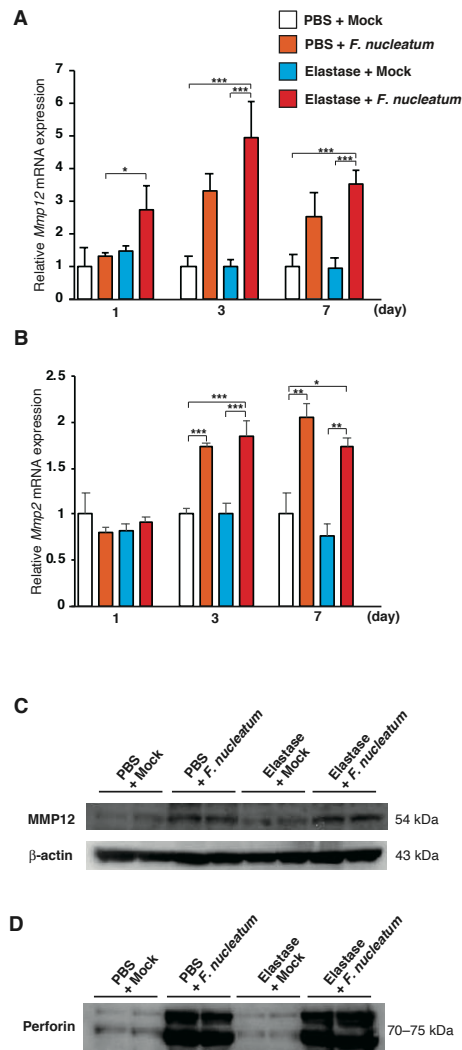 A
PBS + Mock
PBS + F. nucleatum
Elastase + Mock
Elastase + F. nucleatum
Relative Mmp12 mRNA expression
7
6
5
4
3
2
1
0
*
***
***
***
***
1
3
7
(day)
B
Relative Mmp2 mRNA expression
2.5
2
1.5
1
0.5
0
***
***
***
*
**
**
1
3
7
(day)
C
PBS
+ Mock
PBS
+ F. nucleatum
Elastase
+ Mock
Elastase
+ F. nucleatum
MMP12
54 kDa
β-actin
43 kDa
D
PBS
+ Mock
PBS
+ F. nucleatum
Elastase
+ Mock
Elastase
+ F. nucleatum
Perforin
70–75 kDa